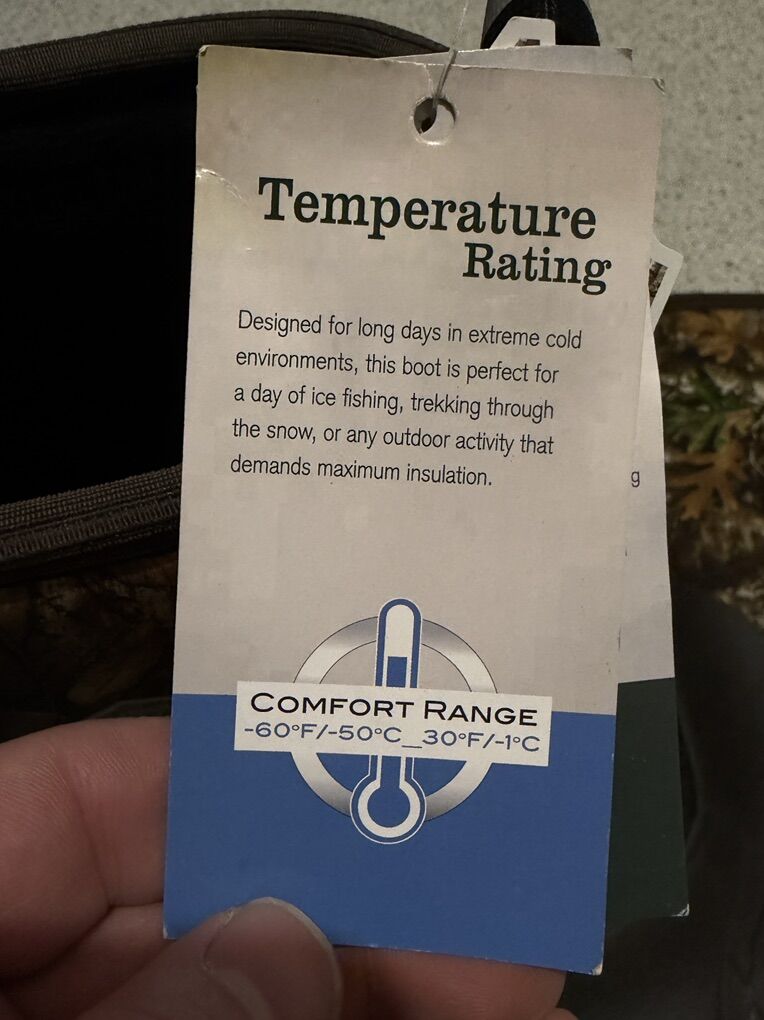 Temperature
Rating
Designed for long days in extreme cold
environments, this boot is perfect for
a day of ice fishing, trekking through
the snow, or any outdoor activity that
demands maximum insulation.
g
COMFORT RANGE
-60°F/-50°C_30°F/-1°C